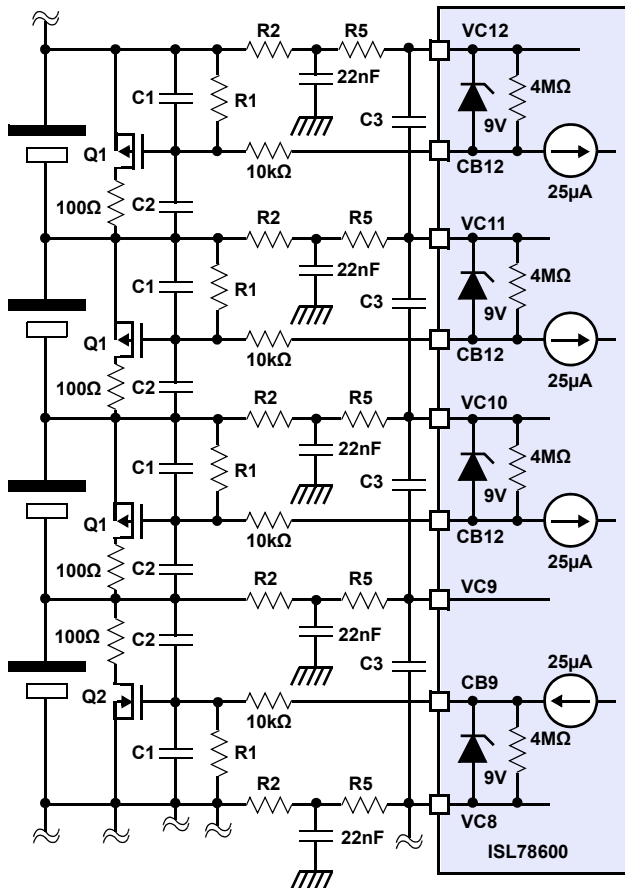 R2 R5 VC12
C1 R1 22nF C3 4MΩ
9V
Q1 10kΩ CB12
100Ω C2 25µA
R2 R5 VC11
C1 R1 22nF C3 4MΩ
9V
Q1 10kΩ CB12
100Ω C2 25µA
R2 R5 VC10
C1 R1 22nF C3 4MΩ
9V
Q1 10kΩ CB12
100Ω C2 25µA
R2 R5 VC9
100Ω C2 22nF C3 25µA
CB9
Q2 10kΩ 4MΩ
C1 R1 9V
R2 R5 VC8
22nF ISL78600